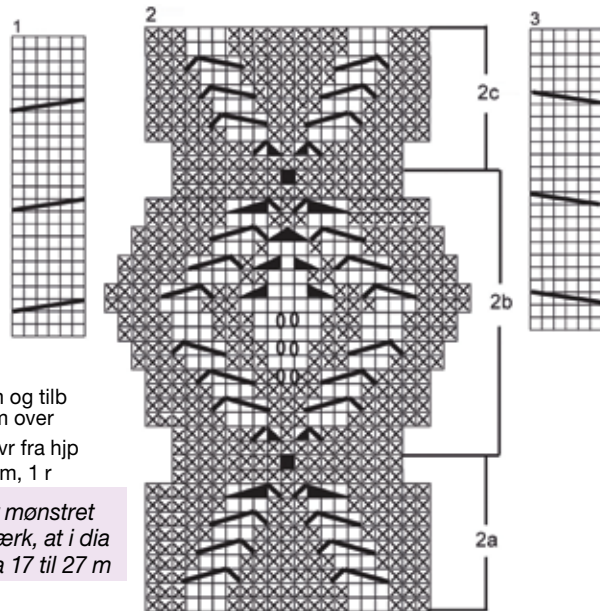 1
2
3
2c
2b
2a
og tilb
over
vr fra hjp
m, 1 r
mønstret
ærk, at i dia
17 til 27 m